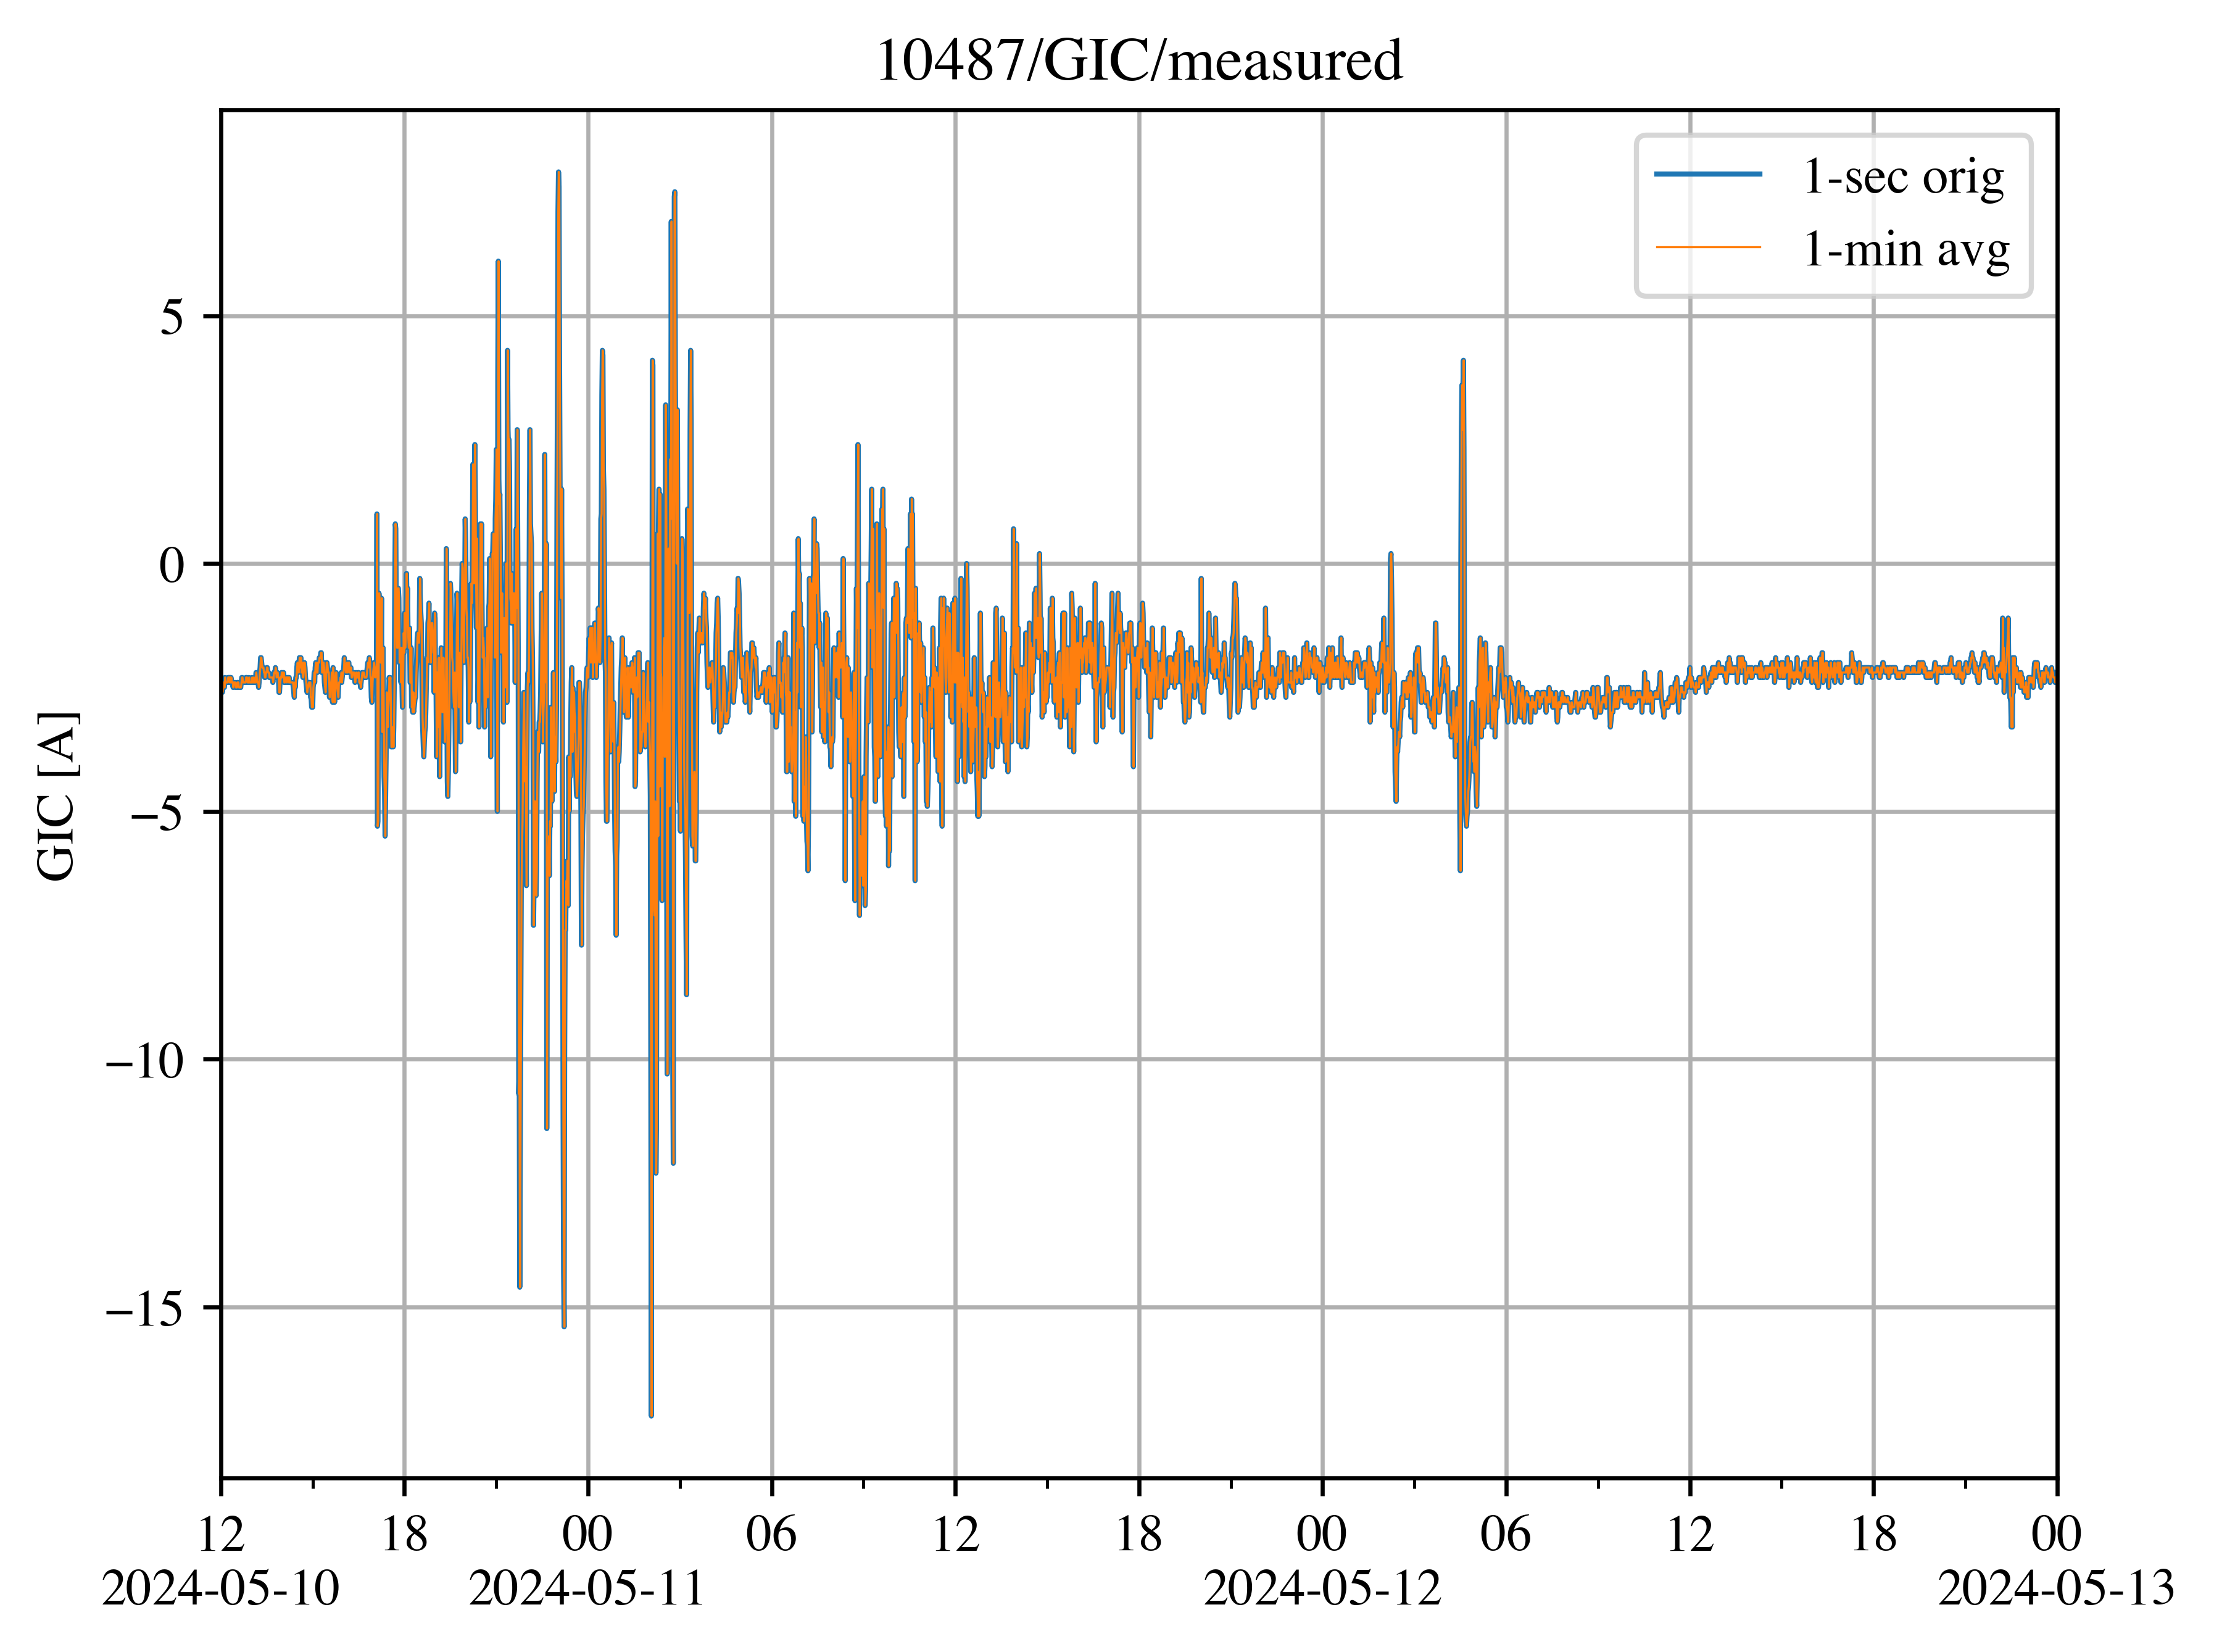 10487/GIC/measured
1-sec orig
1-min avg
GIC [A]
5
0
−5
−10
−15
12 18 00 06 12 18 00 06 12 18 00
2024-05-10 2024-05-11 2024-05-12 2024-05-13